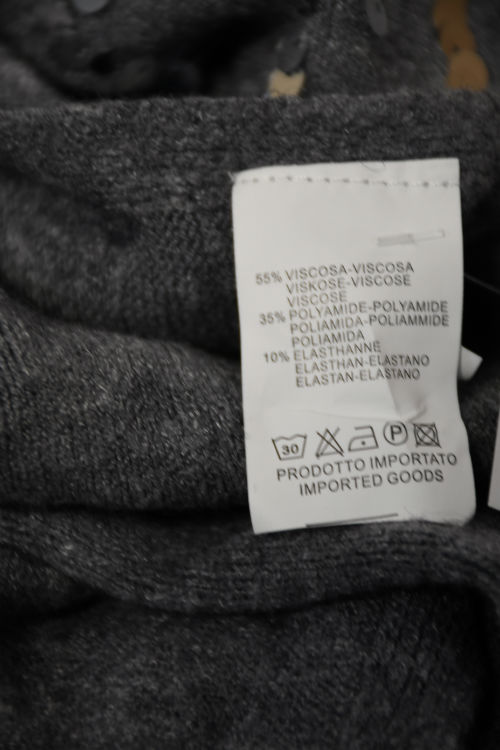 55% VISCOSA-VISCOSA
VISKOSE-VISCOSE
VISCOSE
35% POLYAMIDE-POLYAMIDE
POLIAMIDA-POLIAMMIDE
POLIAMIDA
10% ELASTHANNE
ELASTHAN-ELASTANO
ELASTAN-ELASTANO
30 P
PRODOTTO IMPORTATO
IMPORTED GOODS